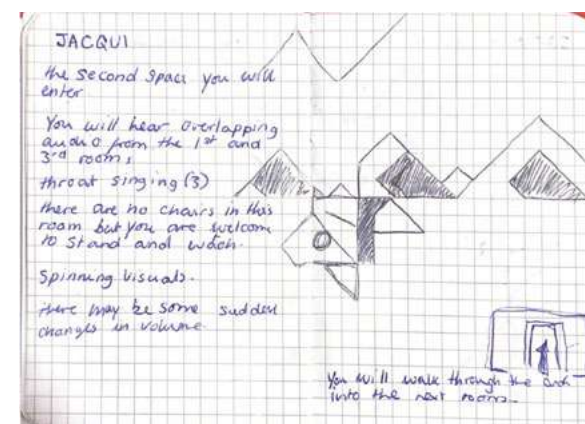 JACQUI
the second space you will
enter
You will hear overlapping
audio from the 1st and
3rd rooms
throat singing (3)
there are no chairs in this
room but you are welcome
to stand and watch.
Spinning Visuals.
there may be some sudden
changes in volume.
You will walk through the arch
into the next rooms.